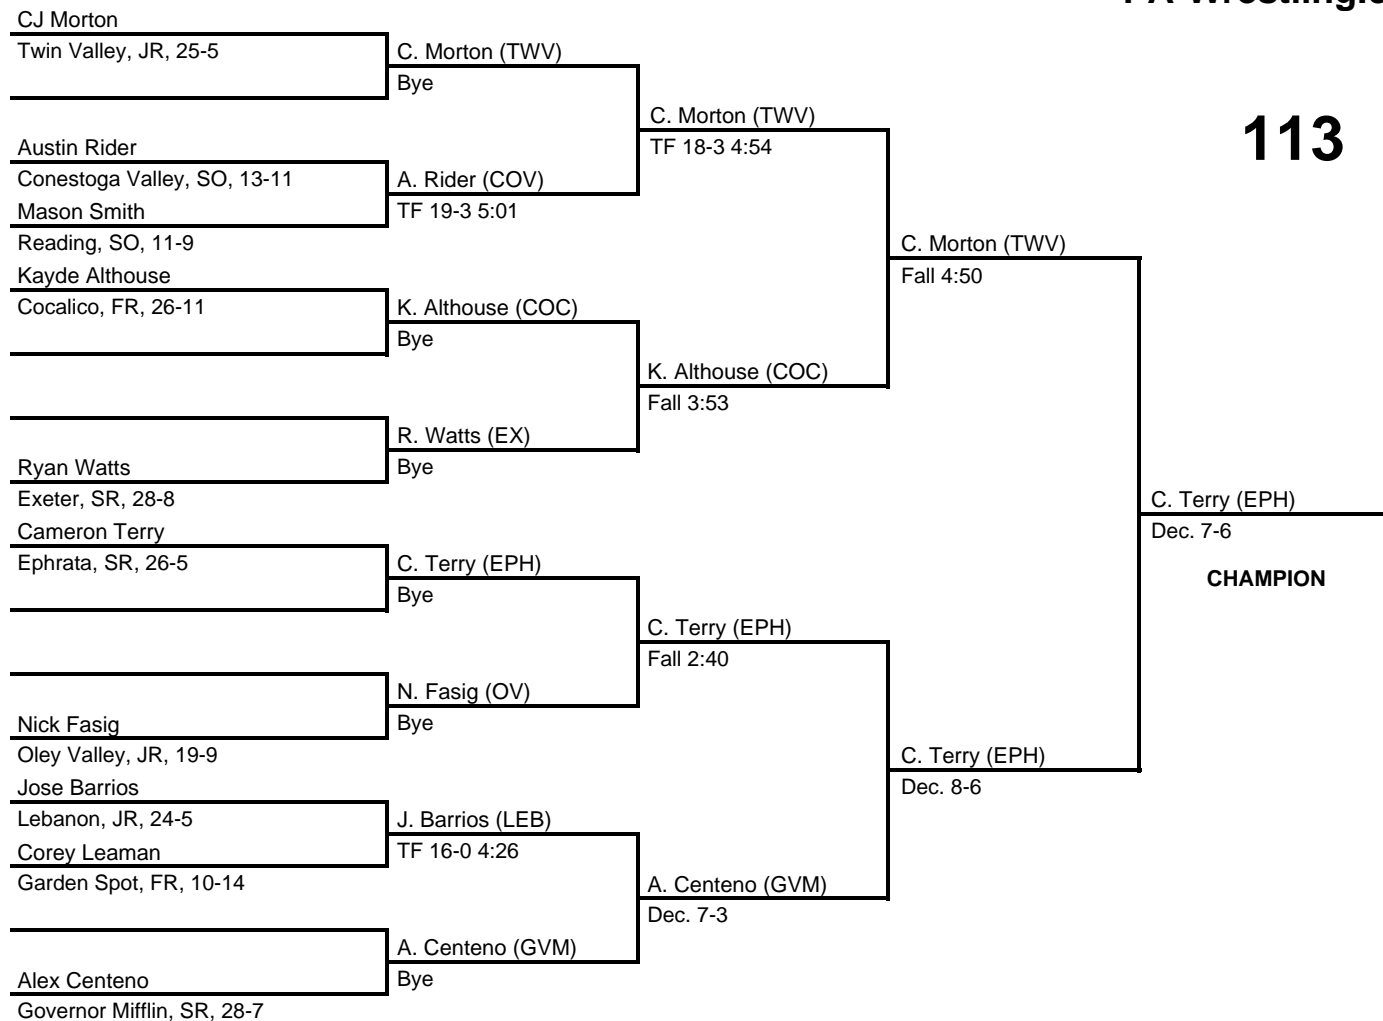 CJ Morton
Twin Valley, JR, 25-5
Austin Rider
Conestoga Valley, SO, 13-11
Mason Smith
Reading, SO, 11-9
Kayde Althouse
Cocalico, FR, 26-11
Ryan Watts
Exeter, SR, 28-8
Cameron Terry
Ephrata, SR, 26-5
Nick Fasig
Oley Valley, JR, 19-9
Jose Barrios
Lebanon, JR, 24-5
Corey Leaman
Garden Spot, FR, 10-14
Alex Centeno
Governor Mifflin, SR, 28-7
C. Morton (TWV)
Bye
A. Rider (COV)
TF 19-3 5:01
K. Althouse (COC)
Bye
R. Watts (EX)
Bye
C. Terry (EPH)
Bye
N. Fasig (OV)
Bye
J. Barrios (LEB)
TF 16-0 4:26
A. Centeno (GVM)
Bye
C. Morton (TWV)
TF 18-3 4:54
K. Althouse (COC)
Fall 3:53
C. Terry (EPH)
Fall 2:40
A. Centeno (GVM)
Dec. 7-3
C. Morton (TWV)
Fall 4:50
C. Terry (EPH)
Dec. 8-6
113
C. Terry (EPH)
Dec. 7-6
CHAMPION